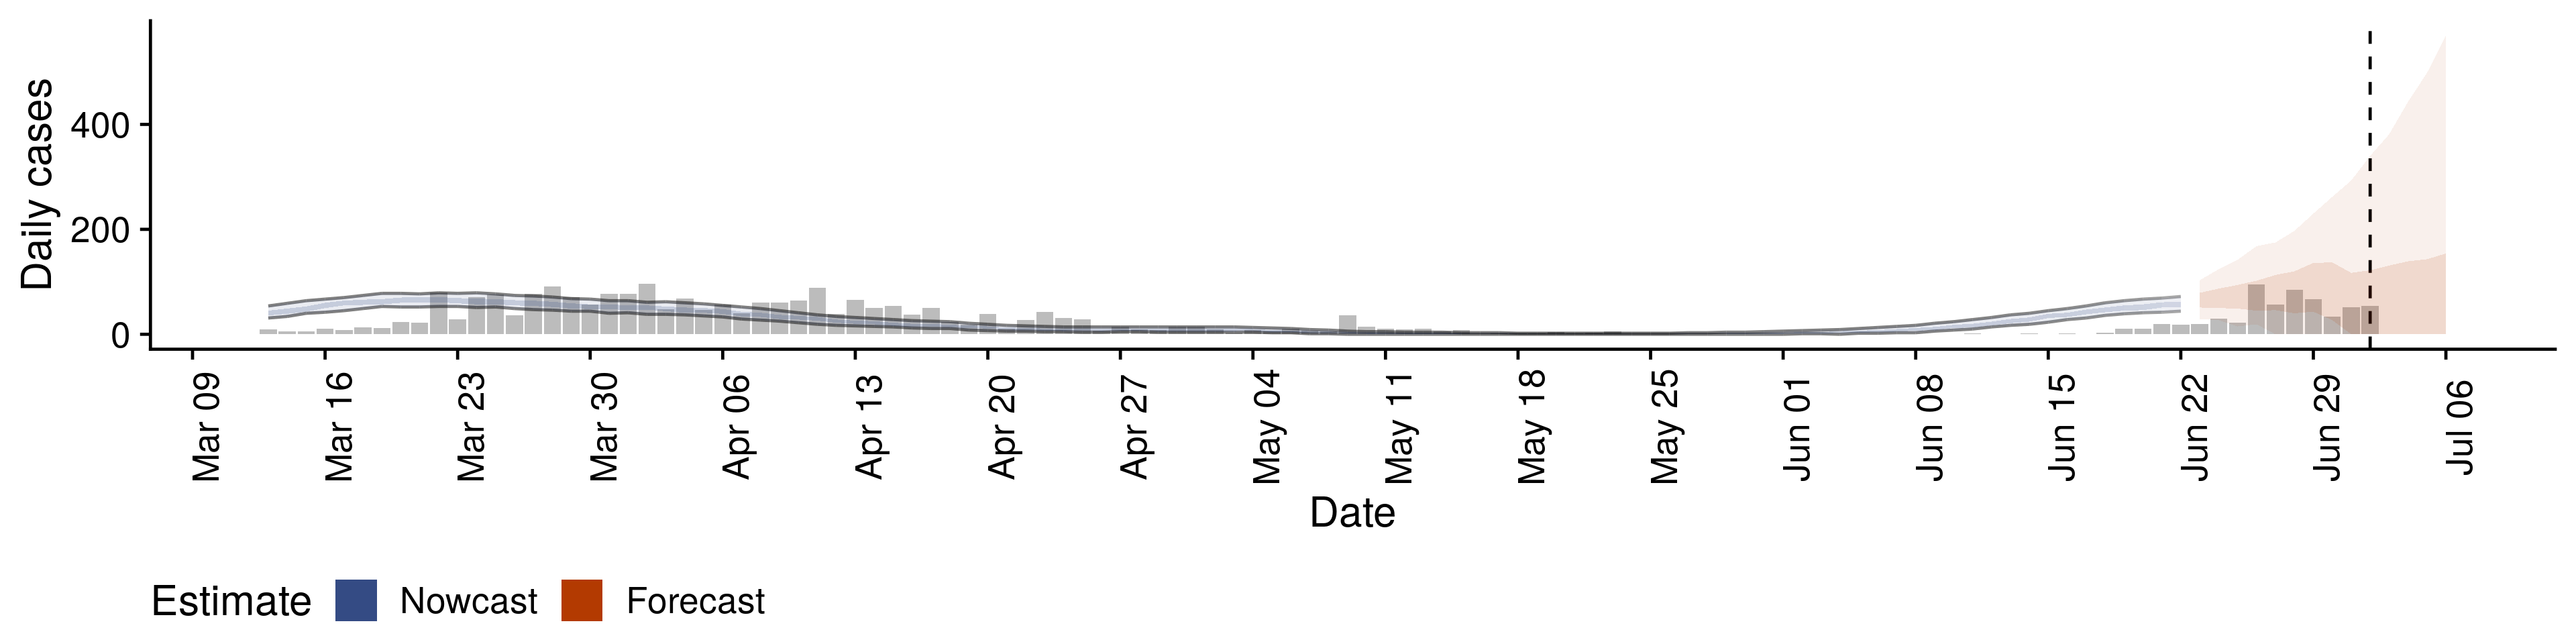 Daily cases
400
200
0
Mar 09
Mar 16
Mar 23
Mar 30
Apr 06
Apr 13
Apr 20
Apr 27
May 04
May 11
May 18
May 25
Jun 01
Jun 08
Jun 15
Jun 22
Jun 29
Jul 06
Date
Estimate Nowcast Forecast